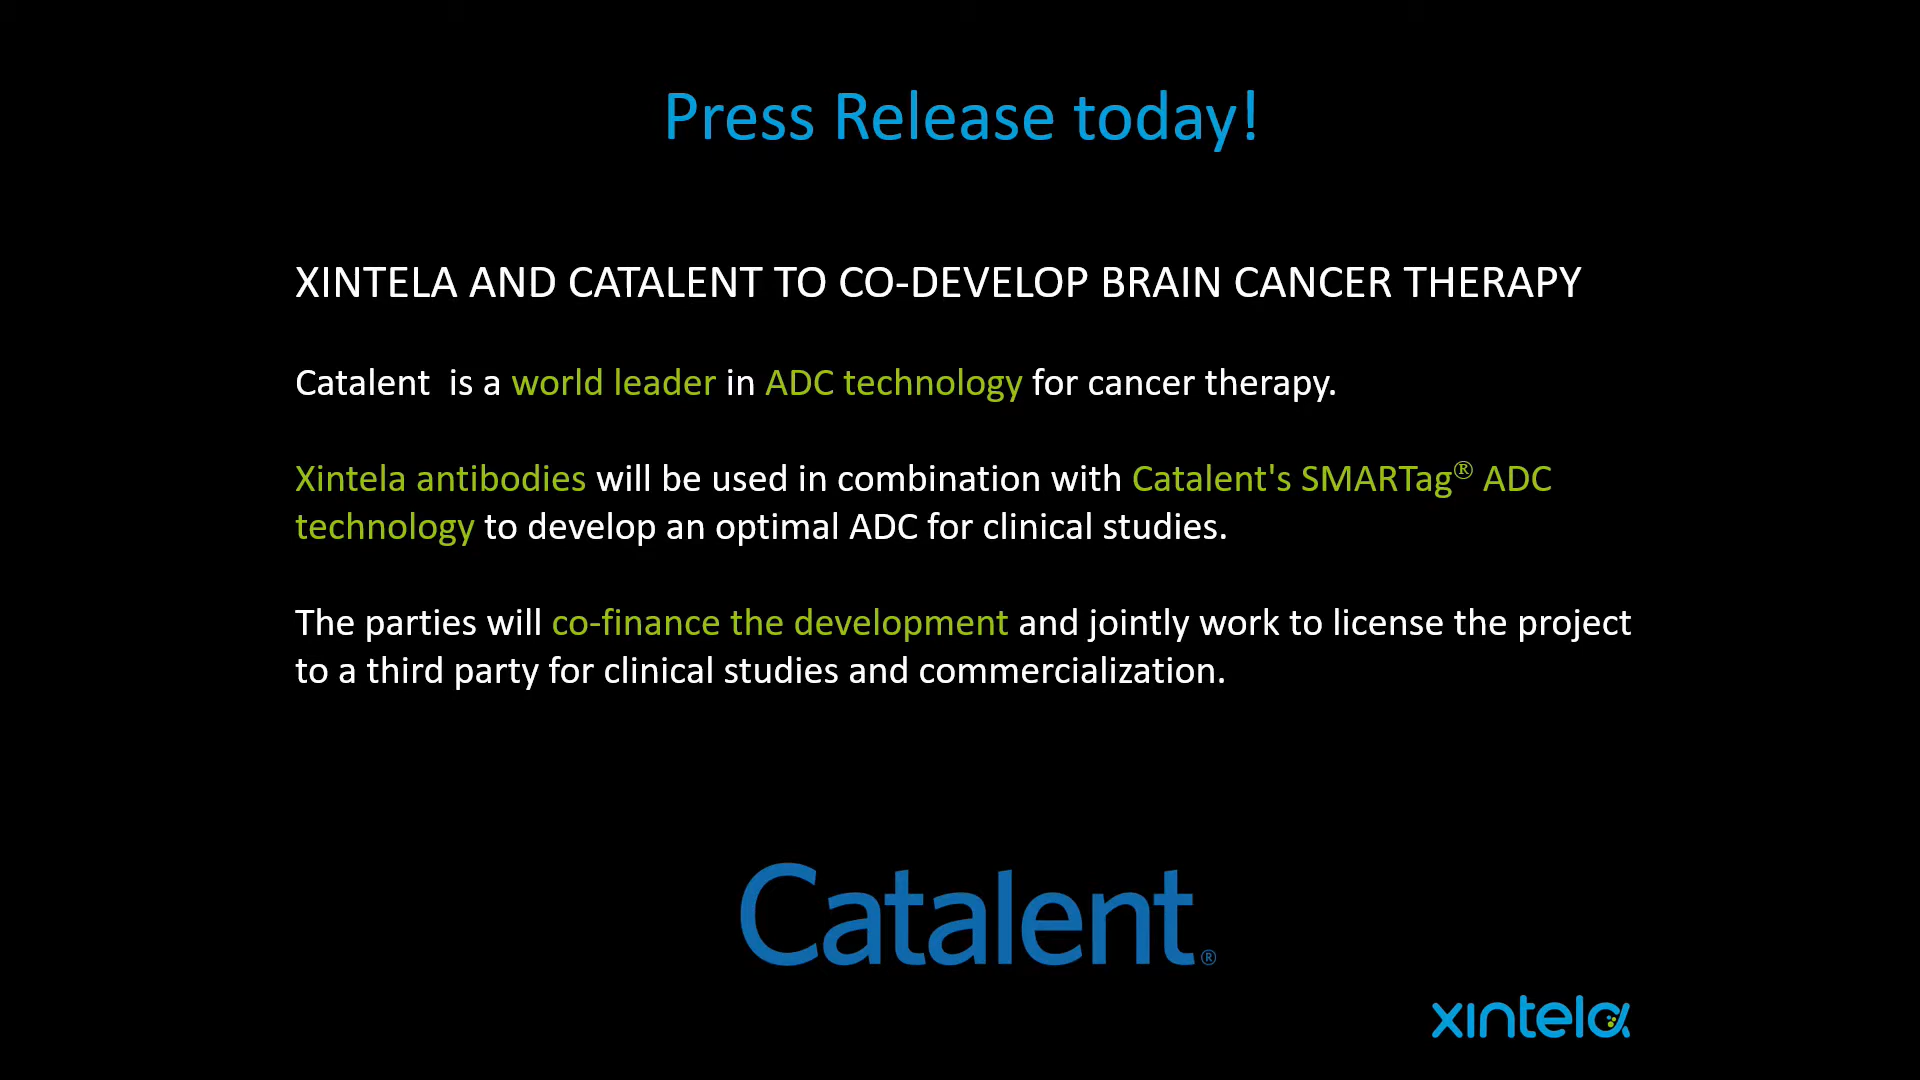 Press Release today!
XINTELA AND CATALENT TO CO-DEVELOP BRAIN CANCER THERAPY
Catalent  is a world leader in ADC technology for cancer therapy.
Xintela antibodies will be used in combination with Catalent's SMARTag® ADC
technology to develop an optimal ADC for clinical studies.
The parties will co-finance the development and jointly work to license the project
to a third party for clinical studies and commercialization.
Catalent®
xintela